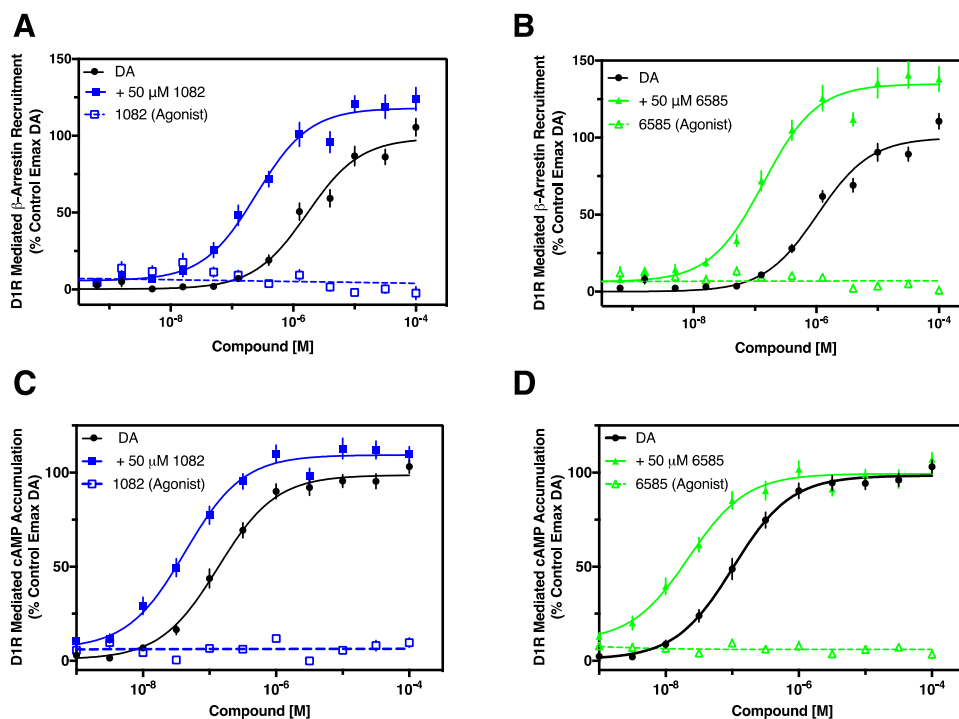 A
D1R Mediated β-Arrestin Recruitment
(% Control Emax DA)
150
100
50
0
DA
+ 50 µM 1082
1082 (Agonist)
10-8
10-6
10-4
Compound [M]
B
D1R Mediated β-Arrestin Recruitment
(% Control Emax DA)
150
100
50
0
DA
+ 50 µM 6585
6585 (Agonist)
10-8
10-6
10-4
Compound [M]
C
D1R Mediated cAMP Accumulation
(% Control Emax DA)
100
50
0
DA
+ 50 µM 1082
1082 (Agonist)
10-8
10-6
10-4
Compound [M]
D
D1R Mediated cAMP Accumulation
(% Control Emax DA)
100
50
0
DA
+ 50 µM 6585
6585 (Agonist)
10-8
10-6
10-4
Compound [M]